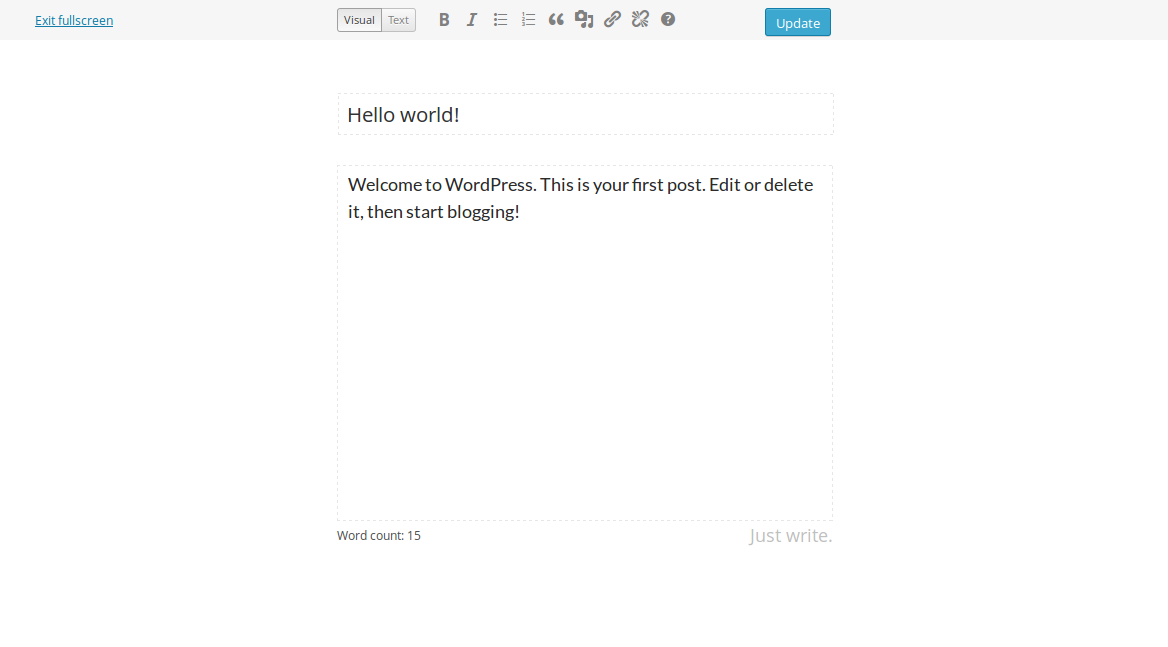 Exit fullscreen
Visual Text
Update
Hello world!
Welcome to WordPress. This is your first post. Edit or delete
it, then start blogging!
Word count: 15
Just write.